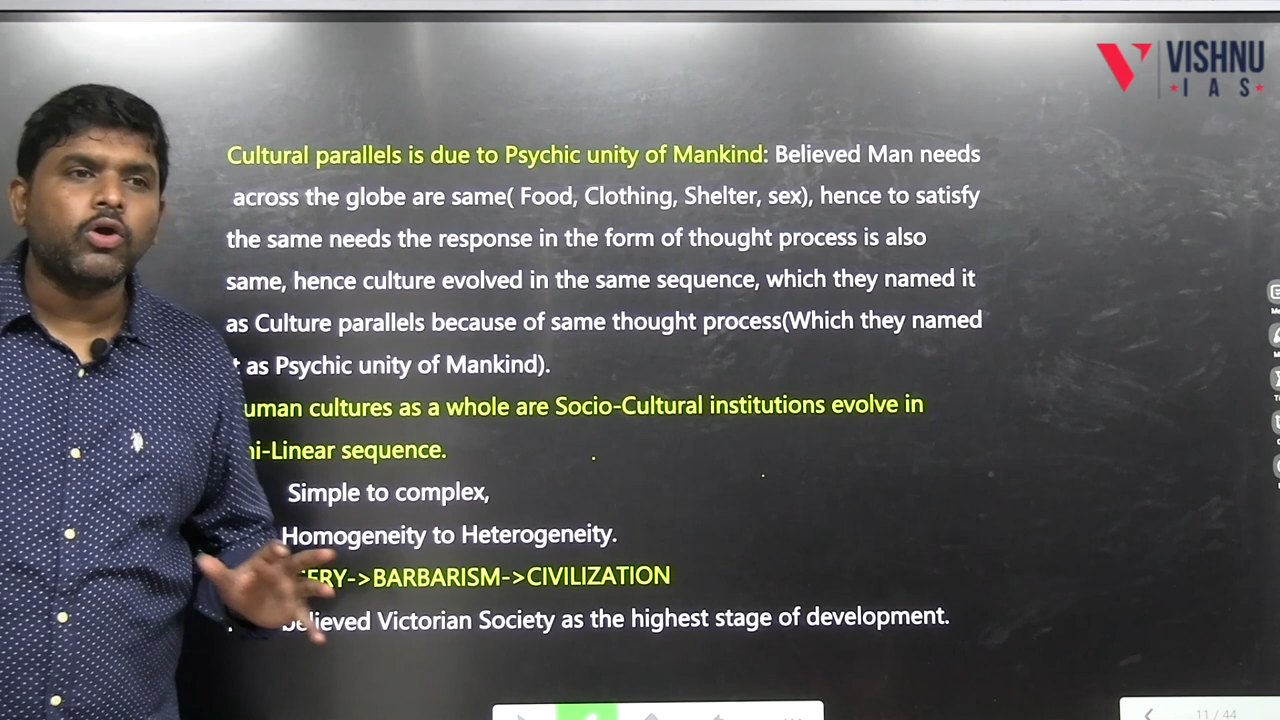 VISHNU
IAS
Cultural parallels is due to Psychic unity of Mankind: Believed Man needs
across the globe are same( Food, Clothing, Shelter, sex), hence to satisfy
the same needs the response in the form of thought process is also
same, hence culture evolved in the same sequence, which they named it
as Culture parallels because of same thought process(Which they named
as Psychic unity of Mankind).
uman cultures as a whole are Socio-Cultural institutions evolve in
ni-Linear sequence.
Simple to complex,
Homogeneity to Heterogeneity.
ERY->BARBARISM->CIVILIZATION
believed Victorian Society as the highest stage of development.
11 / 44